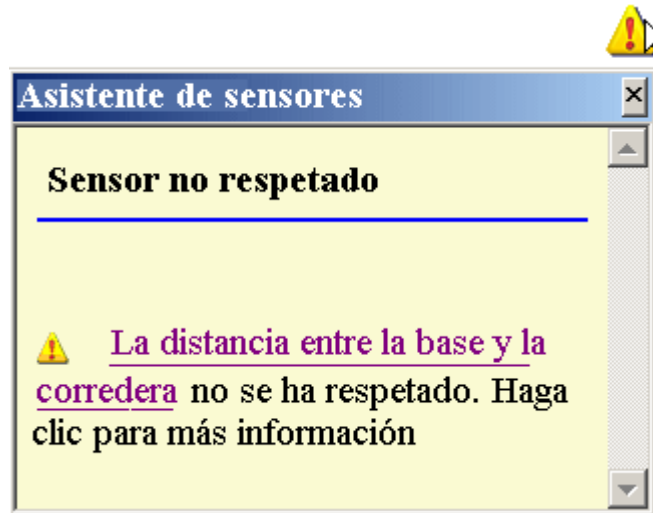 Asistente de sensores
Sensor no respetado
La distancia entre la base y la
corredera no se ha respetado. Haga
clic para más información